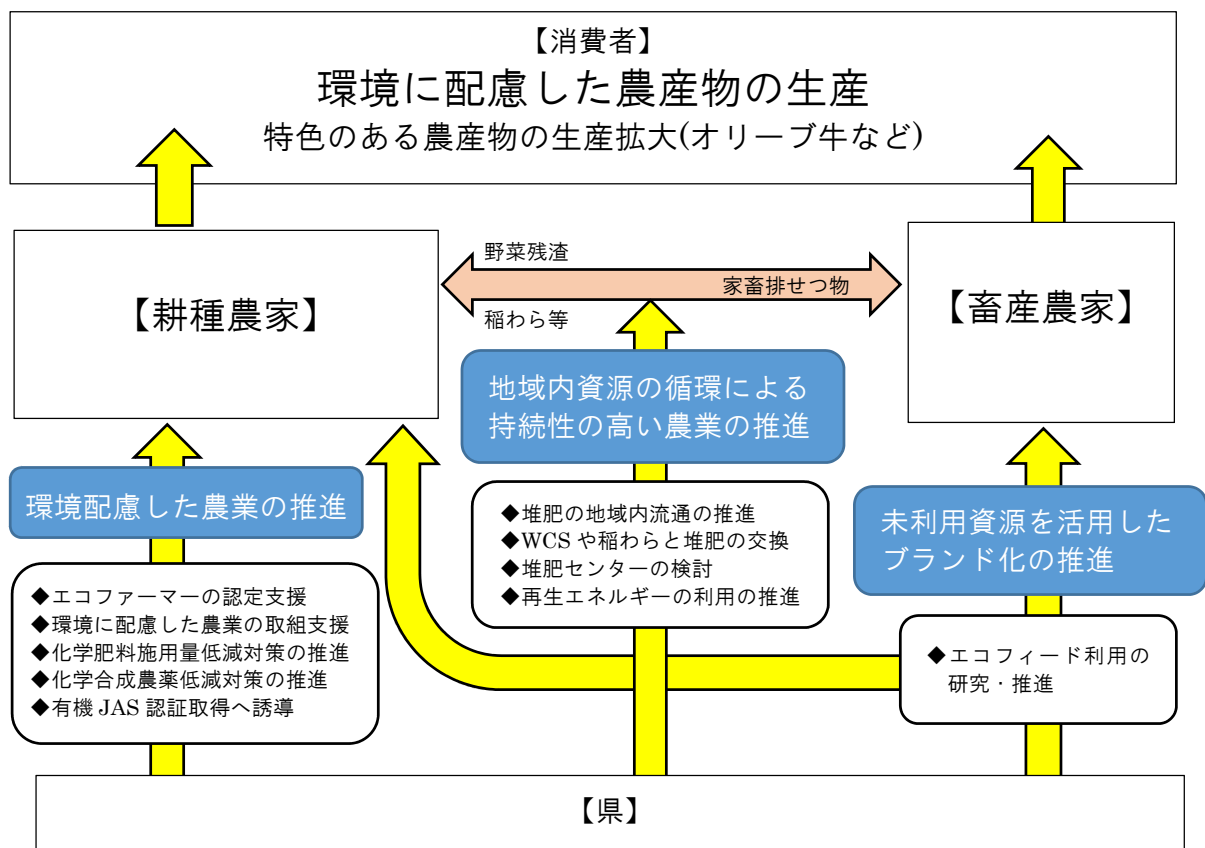 【消費者】
環境に配慮した農産物の生産
特色のある農産物の生産拡大(オリーブ牛など)
【耕種農家】
野菜残渣
家畜排せつ物
稲わら等
【畜産農家】
地域内資源の循環による
持続性の高い農業の推進
環境配慮した農業の推進
◆堆肥の地域内流通の推進
◆WCSや稲わらと堆肥の交換
◆堆肥センターの検討
◆再生エネルギーの利用の推進
未利用資源を活用した
ブランド化の推進
◆エコファーマーの認定支援
◆環境に配慮した農業の取組支援
◆化学肥料施用量低減対策の推進
◆化学合成農薬低減対策の推進
◆有機JAS認証取得へ誘導
◆エコフィード利用の
研究・推進
【県】